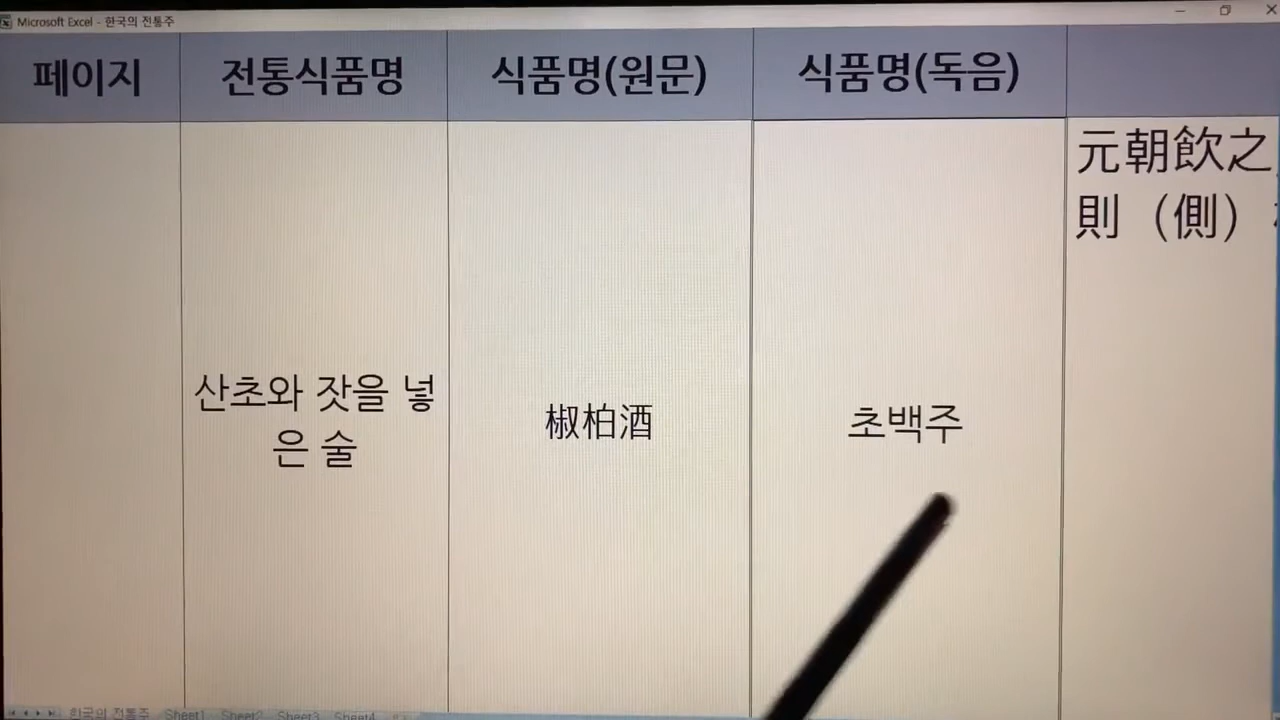 Microsoft Excel - 한국의 전통주
페이지
전통식품명
식품명(원문)
식품명(독음)
산초와 잣을 넣
은 술
椒柏酒
초백주
元朝飮之
則 (側)
한국의 전통주 Sheet1 Sheet2 Sheet3 Sheet4